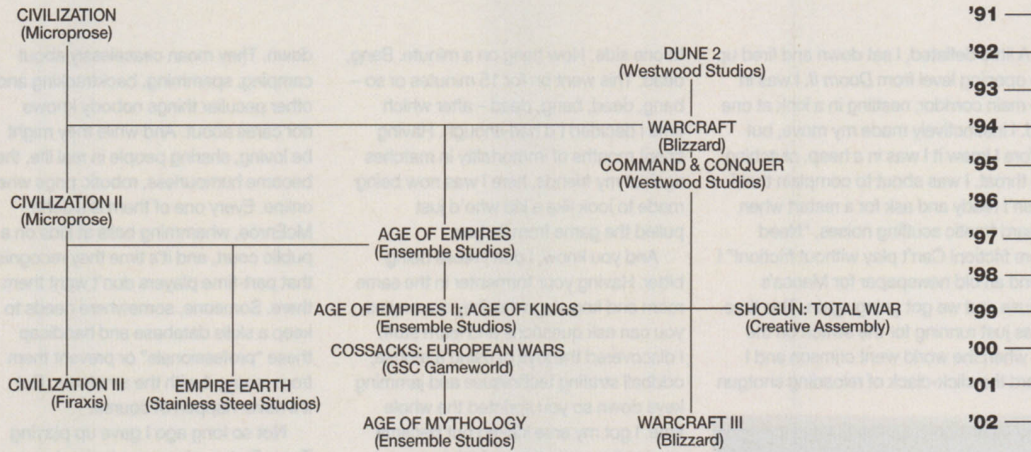 CIVILIZATION
(Microprose)
'91
DUNE 2
(Westwood Studios)
'92
'93
WARCRAFT
(Blizzard)
'94
COMMAND & CONQUER
(Westwood Studios)
'95
CIVILIZATION II
(Microprose)
'96
AGE OF EMPIRES
(Ensemble Studios)
'97
'98
AGE OF EMPIRES II: AGE OF KINGS
(Ensemble Studios)
SHOGUN: TOTAL WAR
(Creative Assembly)
'99
COSSACKS: EUROPEAN WARS
(GSC Gameworld)
'00
CIVILIZATION III
(Firaxis)
EMPIRE EARTH
(Stainless Steel Studios)
'01
AGE OF MYTHOLOGY
(Ensemble Studios)
WARCRAFT III
(Blizzard)
'02